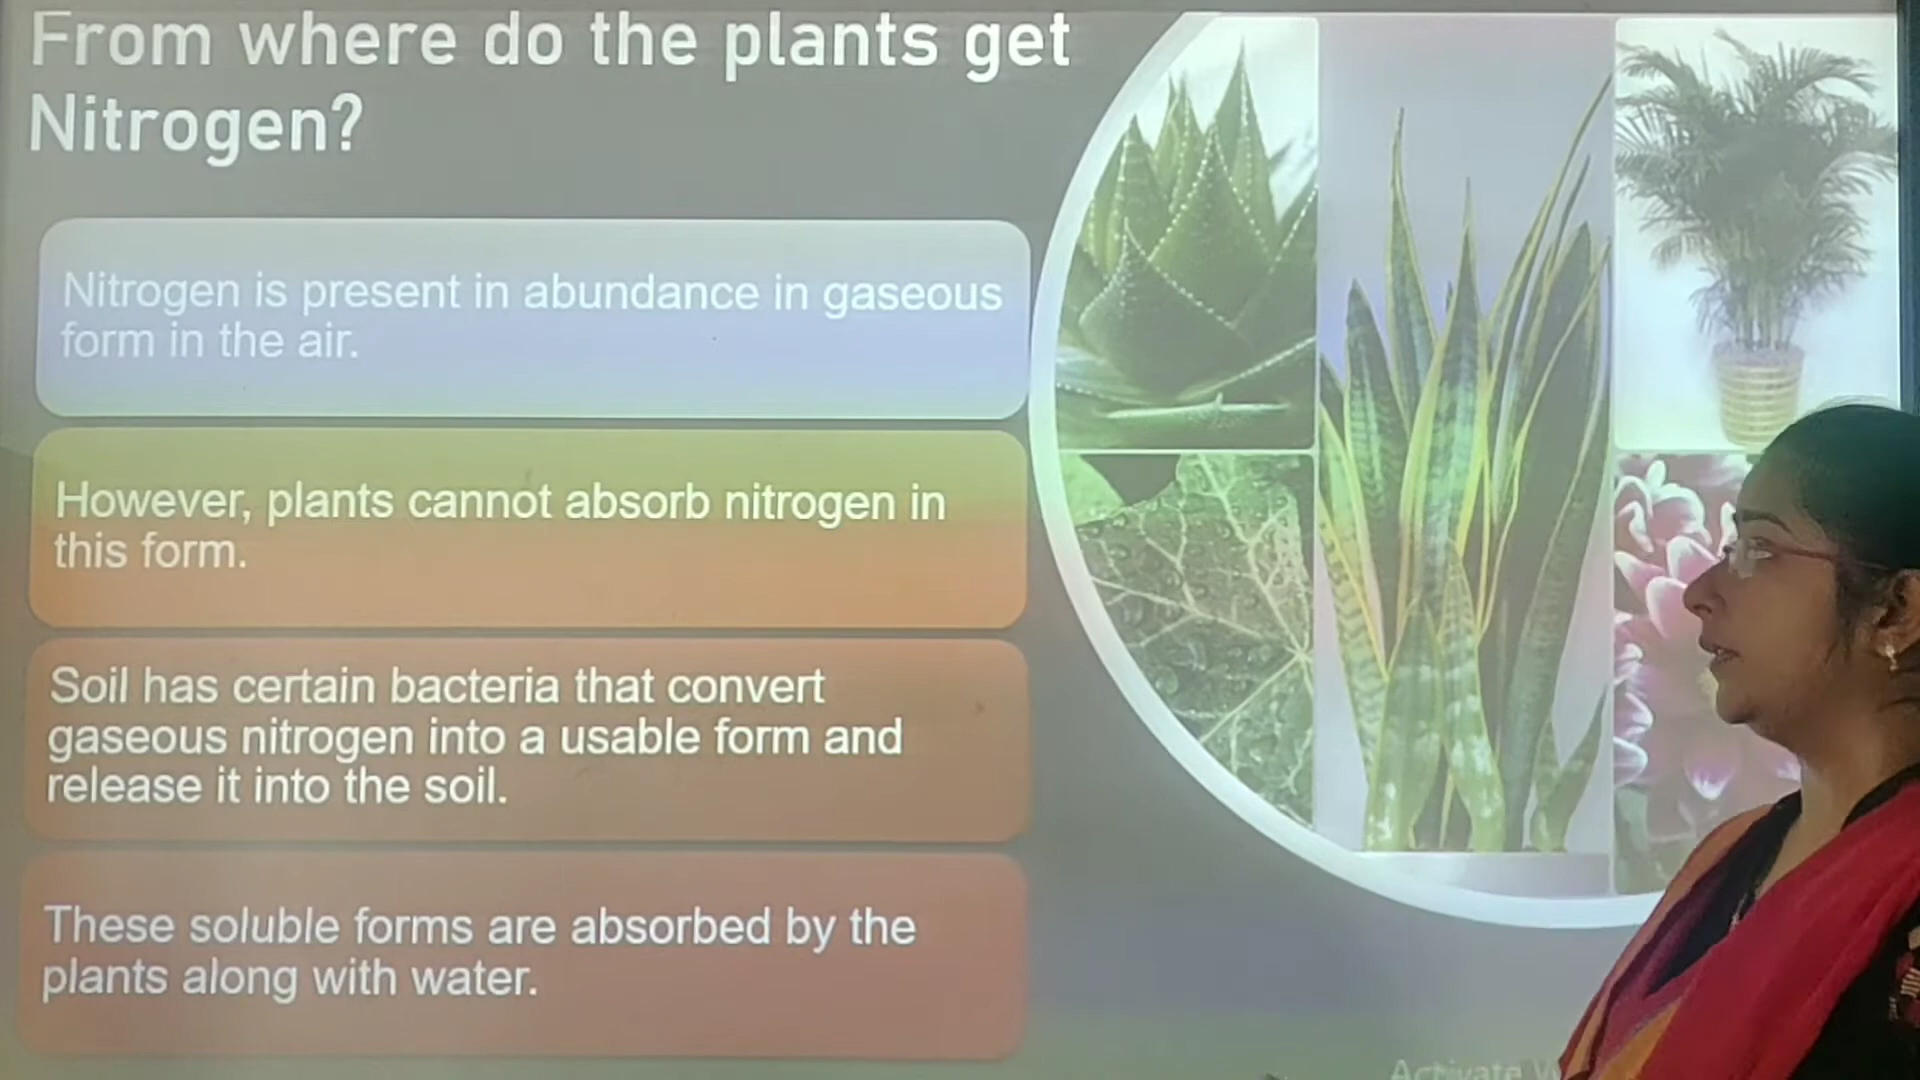 From where do the plants get
Nitrogen?
Nitrogen is present in abundance in gaseous
form in the air.
However, plants cannot absorb nitrogen in
this form.
Soil has certain bacteria that convert
gaseous nitrogen into a usable form and
release it into the soil.
These soluble forms are absorbed by the
plants along with water.
Activate